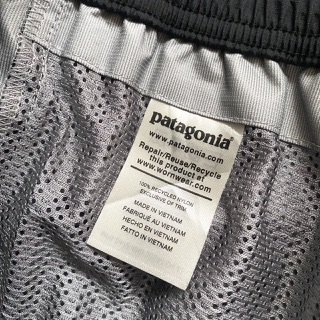 patagonia®
www.patagonia.com
Repair/Reuse/Recycle
this product at
www.wornwear.com
100% RECYCLED NYLON
EXCLUSIVE OF TRIM
MADE IN VIETNAM
FABRIQUÉ AU VIETNAM
HECHO EN VIETNAM
FATTO IN VIETNAM